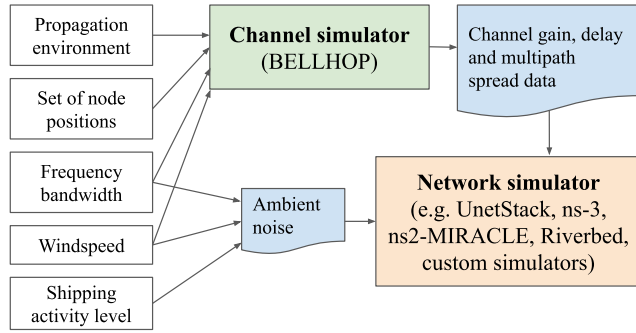 Propagation
environment
Set of node
positions
Frequency
bandwidth
Windspeed
Shipping
activity level
Channel simulator
(BELLHOP)
Channel gain, delay
and multipath
spread data
Ambient
noise
Network simulator
(e.g. UnetStack, ns-3,
ns2-MIRACLE, Riverbed,
custom simulators)